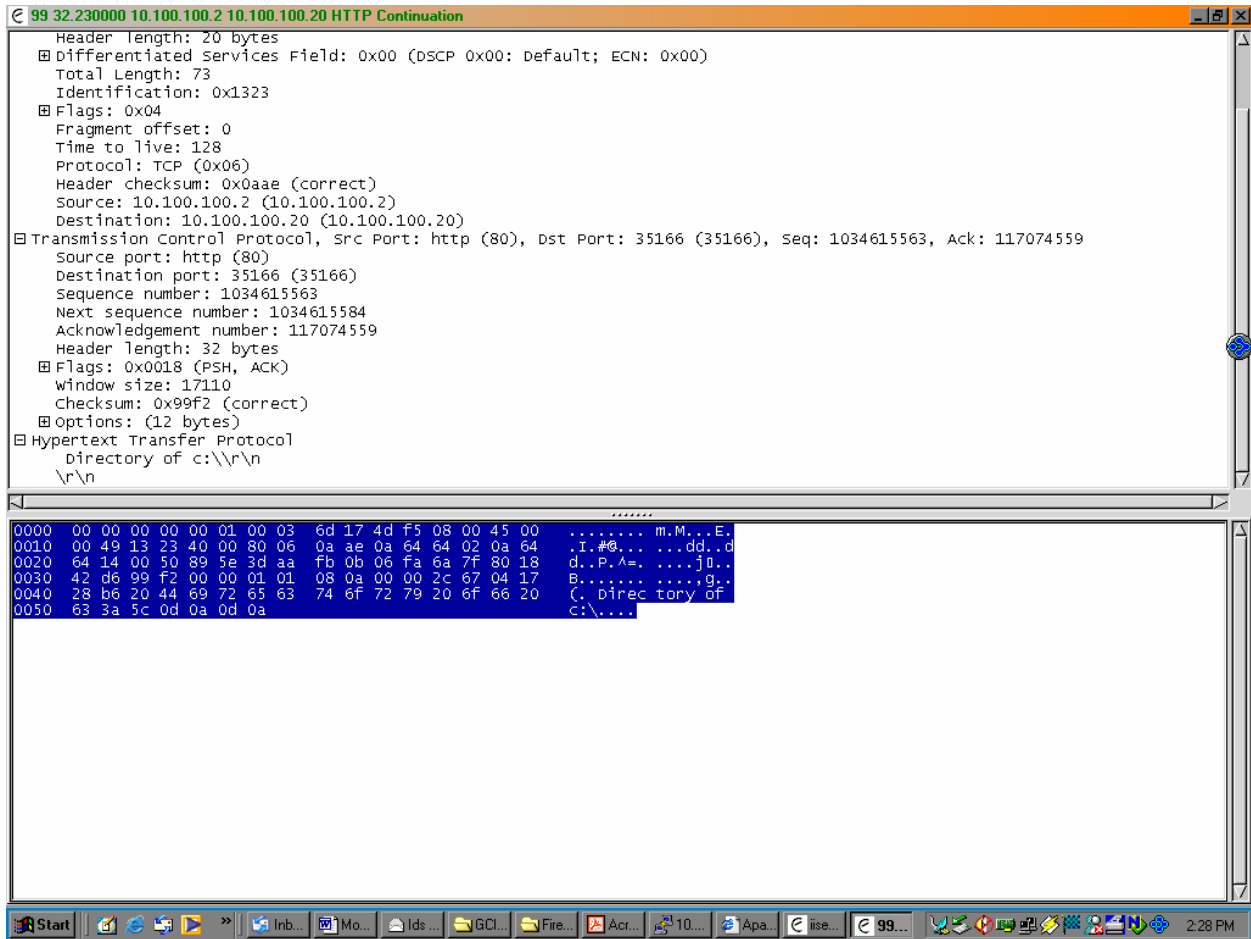 99 32.230000 10.100.100.2 10.100.100.20 HTTP Continuation
Header length: 20 bytes
Differentiated Services Field: 0x00 (DSCP 0x00: Default; ECN: 0x00)
Total Length: 73
Identification: 0x1323
Flags: 0x04
Fragment offset: 0
Time to live: 128
Protocol: TCP (0x06)
Header checksum: 0x0aae (correct)
Source: 10.100.100.2 (10.100.100.2)
Destination: 10.100.100.20 (10.100.100.20)
Transmission Control Protocol, Src Port: http (80), Dst Port: 35166 (35166), Seq: 1034615563, Ack: 117074559
Source port: http (80)
Destination port: 35166 (35166)
Sequence number: 1034615563
Next sequence number: 1034615584
Acknowledgement number: 117074559
Header length: 32 bytes
Flags: 0x0018 (PSH, ACK)
Window size: 17110
Checksum: 0x99f2 (correct)
Options: (12 bytes)
Hypertext Transfer Protocol
Directory of c:\\r\n
\r\n
0000 00 00 00 00 00 01 00 03 6d 17 4d f5 08 00 45 00 ........ m.M...E.
0010 00 49 13 23 40 00 80 06 0a ae 0a 64 64 02 0a 64 .I.#@... ...dd..d
0020 64 14 00 50 89 5e 3d aa fb 0b 06 fa 6a 7f 80 18 d..P.^=. ....j▯..
0030 42 d6 99 f2 00 00 01 01 08 0a 00 00 2c 67 04 17 B....... ....,g..
0040 28 b6 20 44 69 72 65 63 74 6f 72 79 20 6f 66 20 (. Direc tory of
0050 63 3a 5c 0d 0a 0d 0a c:\....
Start » Inb... Mo... Ids ... GCI... Fire... Acr... 10.... Apa... iise... 99... 2:28 PM